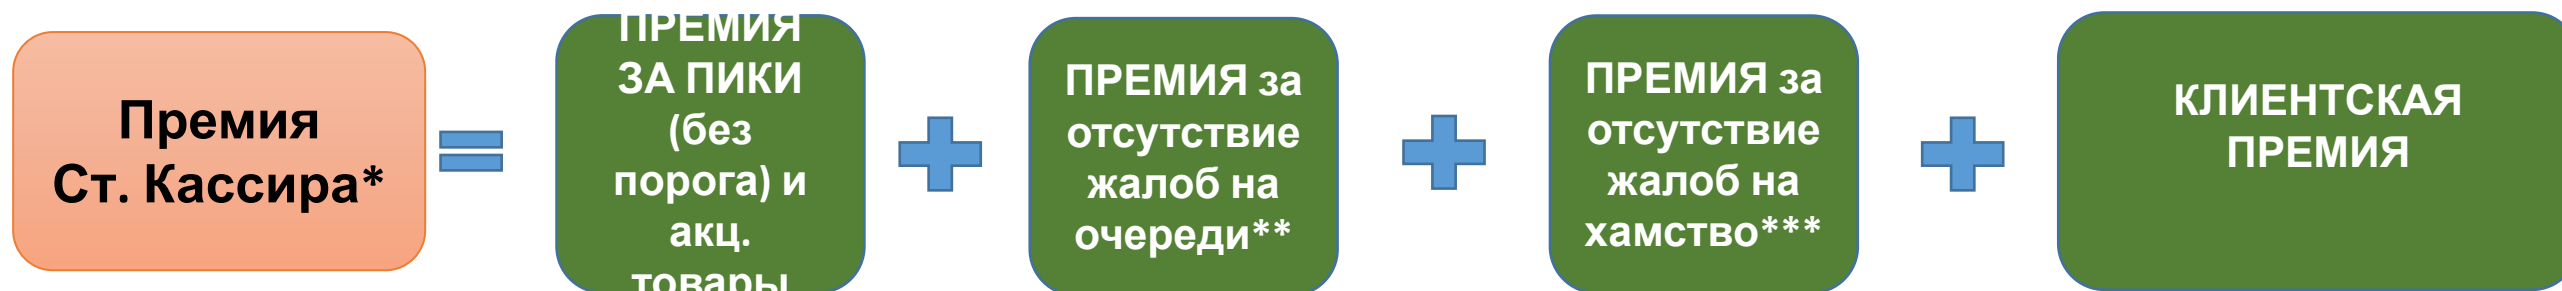 Премия
Ст. Кассира*
ПРЕМИЯ
ЗА ПИКИ
(без
порога) и
акц.
товары
ПРЕМИЯ за
отсутствие
жалоб на
очереди**
ПРЕМИЯ за
отсутствие
жалоб на
хамство***
КЛИЕНТСКАЯ
ПРЕМИЯ